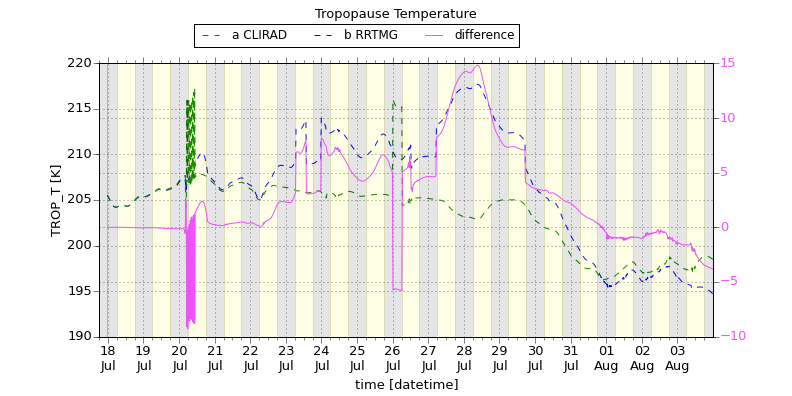 Tropopause Temperature
a CLIRAD b RRTMG difference
220 15
215 10
210 5
205 0
200 −5
195 −10
190
TROP_T [K]
18 19 20 21 22 23 24 25 26 27 28 29 30 31 01 02 03
Jul Jul Jul Jul Jul Jul Jul Jul Jul Jul Jul Jul Jul Jul Aug Aug Aug
time [datetime]